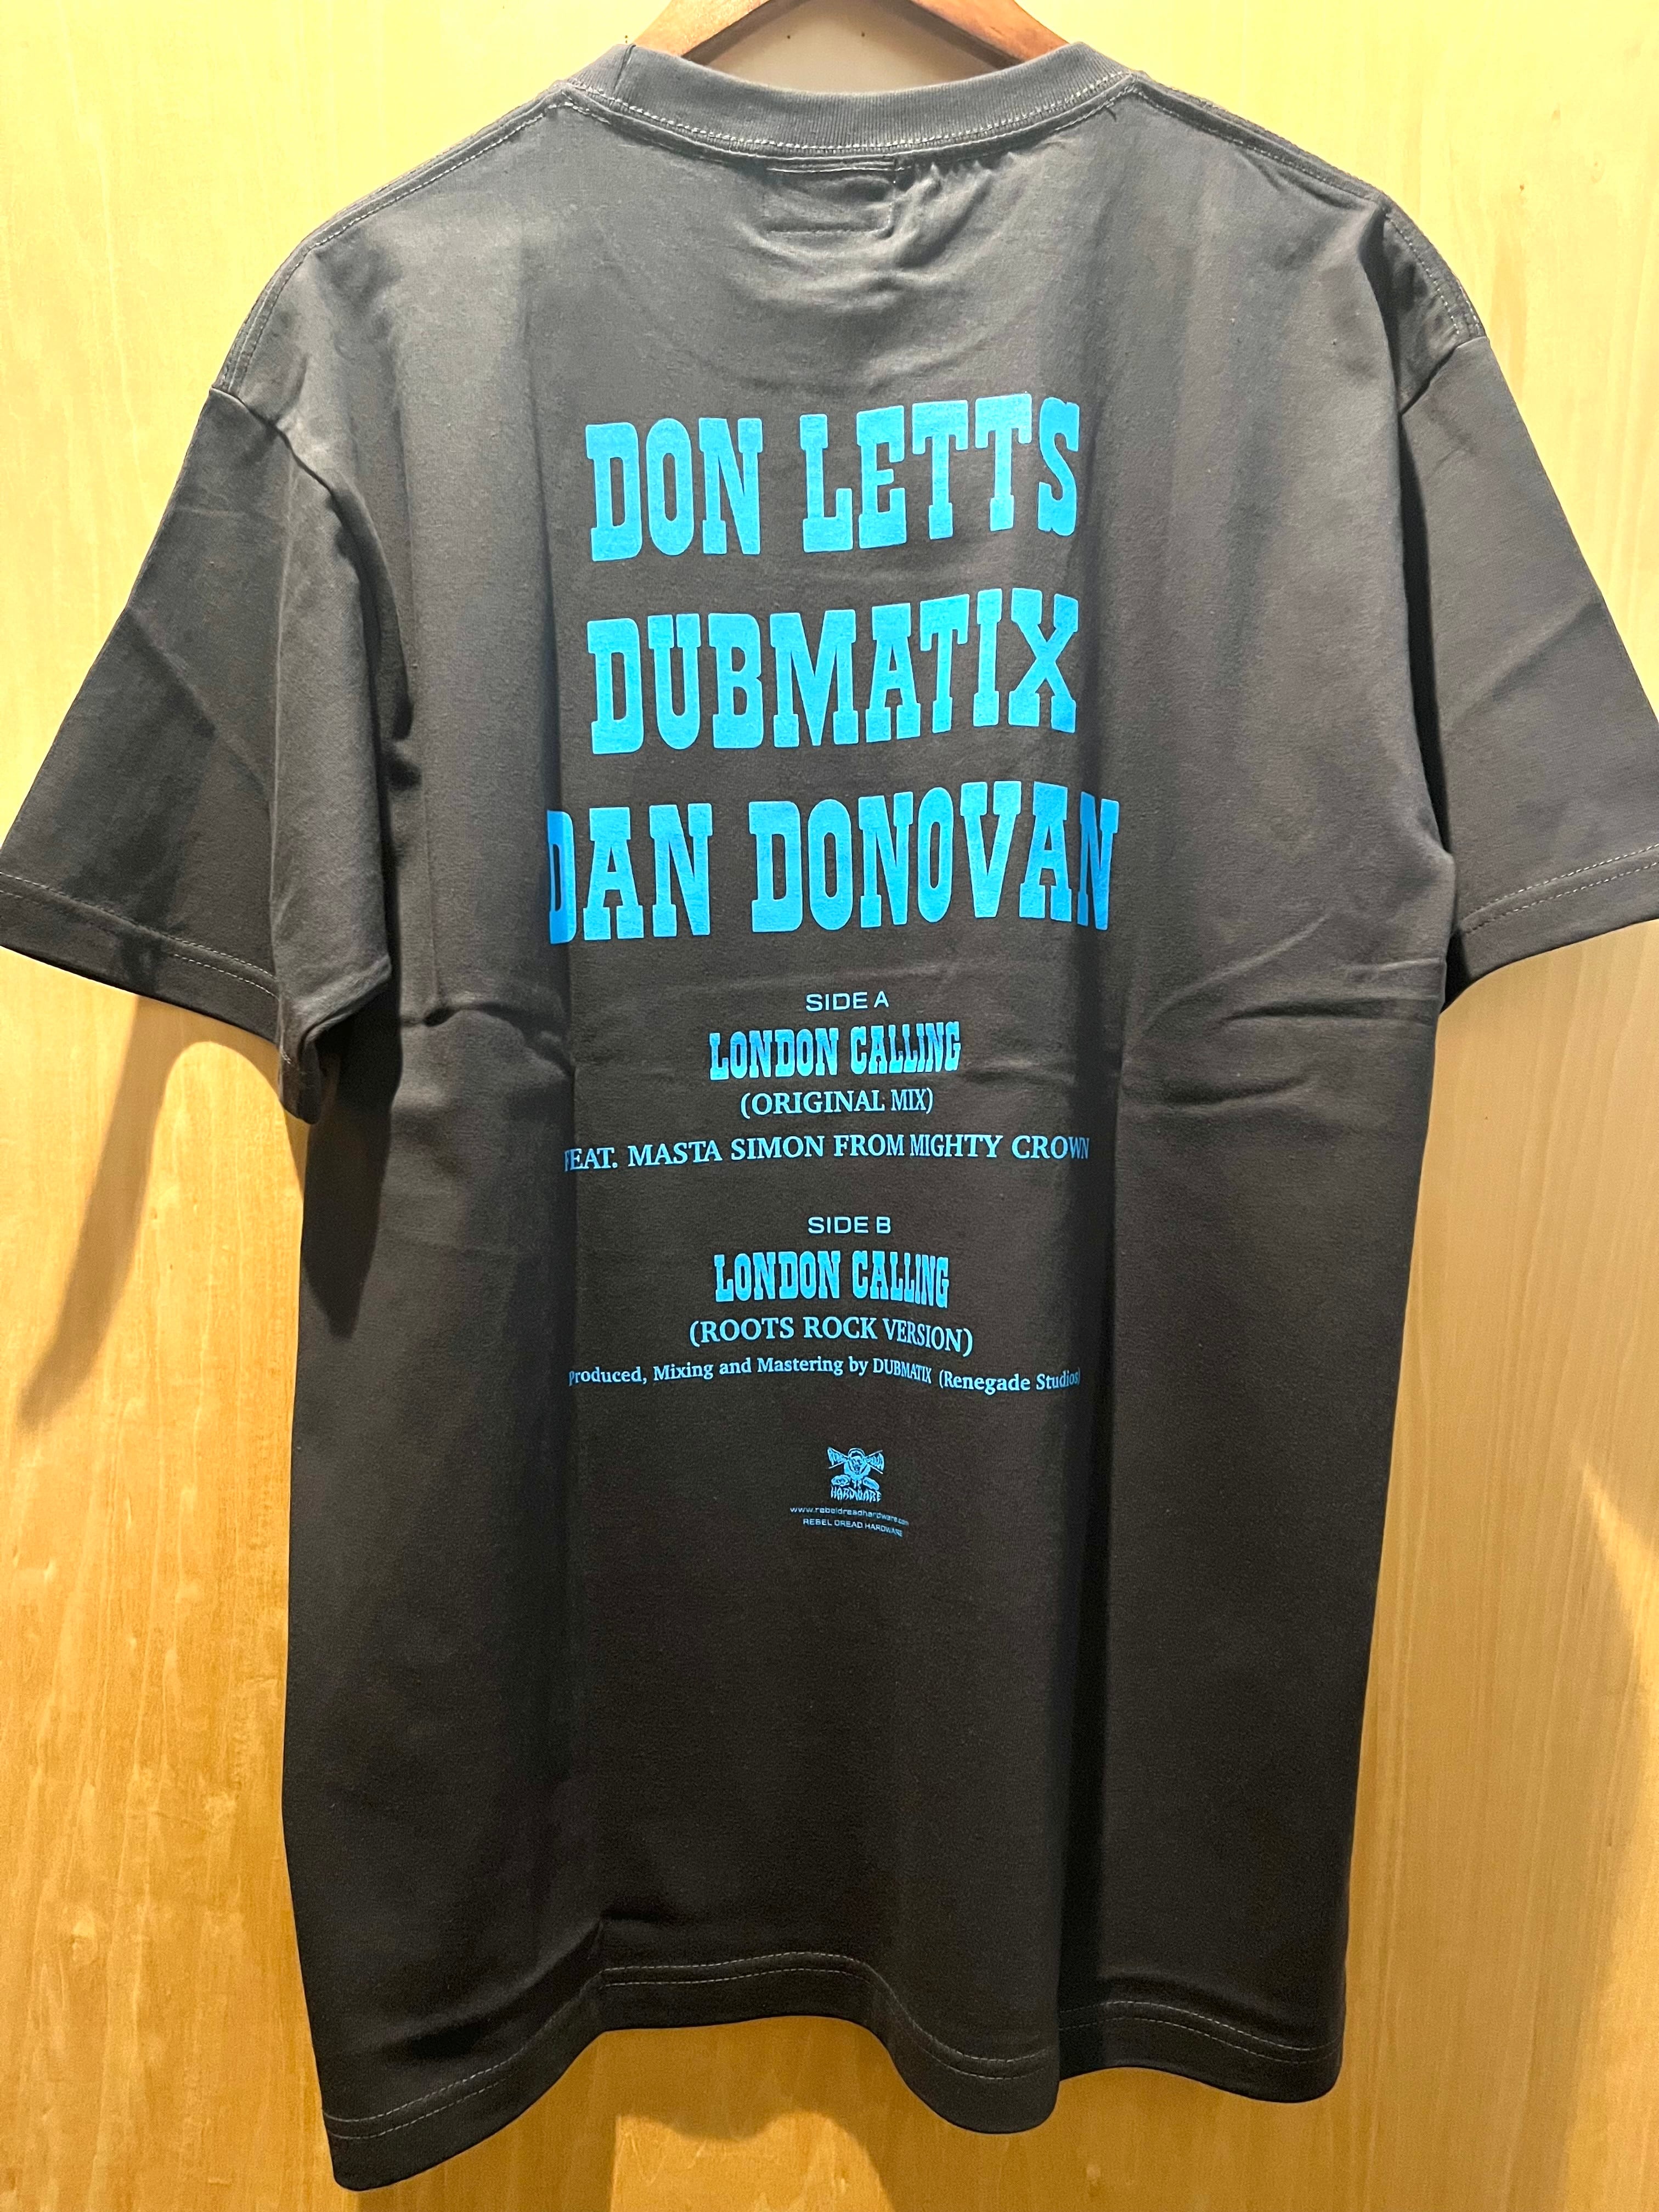 DON LETTS
DUBMATIX
DAN DONOVAN
SIDE A
LONDON CALLING
(ORIGINAL MIX)
FEAT. MASTA SIMON FROM MIGHTY CROWN
SIDE B
LONDON CALLING
(ROOTS ROCK VERSION)
Produced, Mixing and Mastering by DUBMATIX (Renegade Studios)
HARDWARE
www.rebeldreadhardware.com
REBEL DREAD HARDWARE